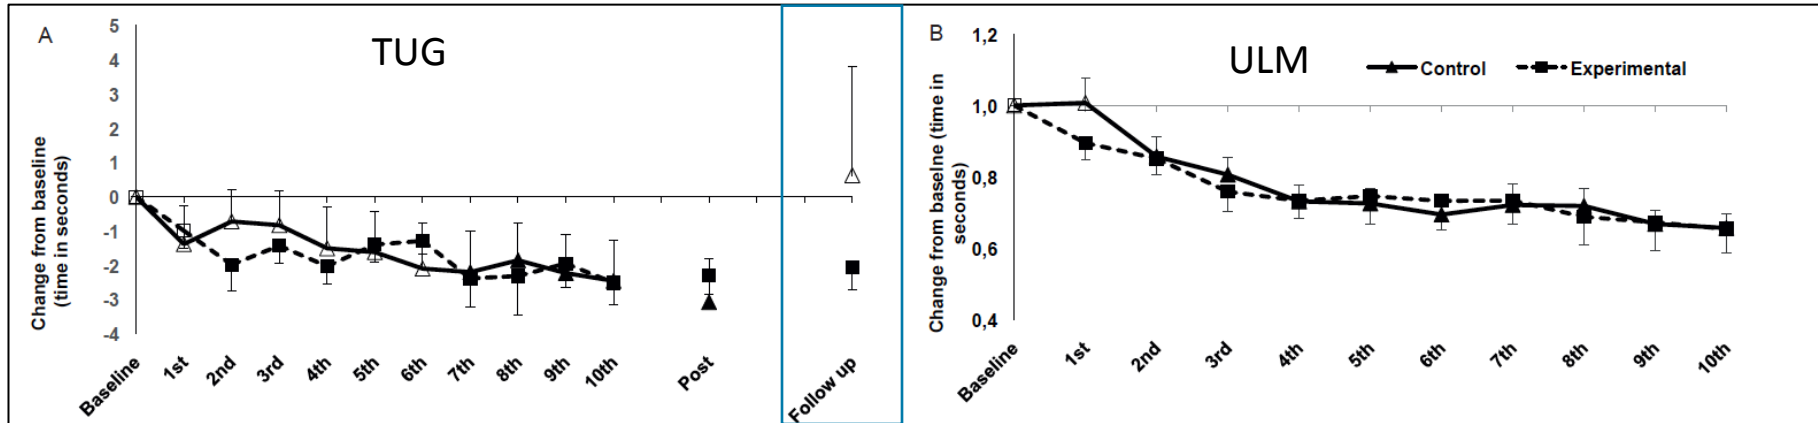 A
TUG
5
4
3
2
1
0
-1
-2
-3
-4
Change from baseline
(time in seconds)
Baseline
1st
2nd
3rd
4th
5th
6th
7th
8th
9th
10th
Post
Follow up
B
ULM
Control
Experimental
1,2
1,0
0,8
0,6
0,4
Change from baselne (time in
seconds)
Baseline
1st
2nd
3rd
4th
5th
6th
7th
8th
9th
10th